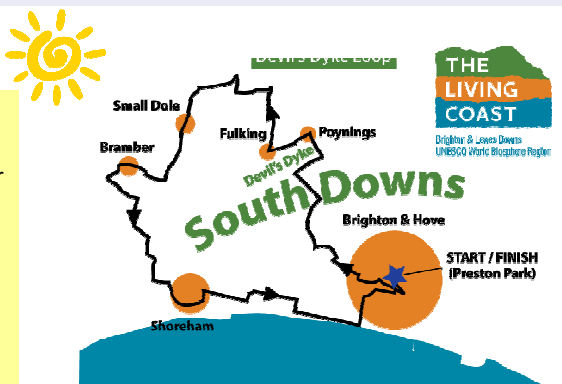 Devil's Dyke Loop
THE
LIVING
COAST
Brighton & Lewes Downs
UNESCO World Biosphere Region
Small Dole
Fulking
Poynings
Bramber
Devil's Dyke
South Downs
Brighton & Hove
START / FINISH
(Preston Park)
Shoreham